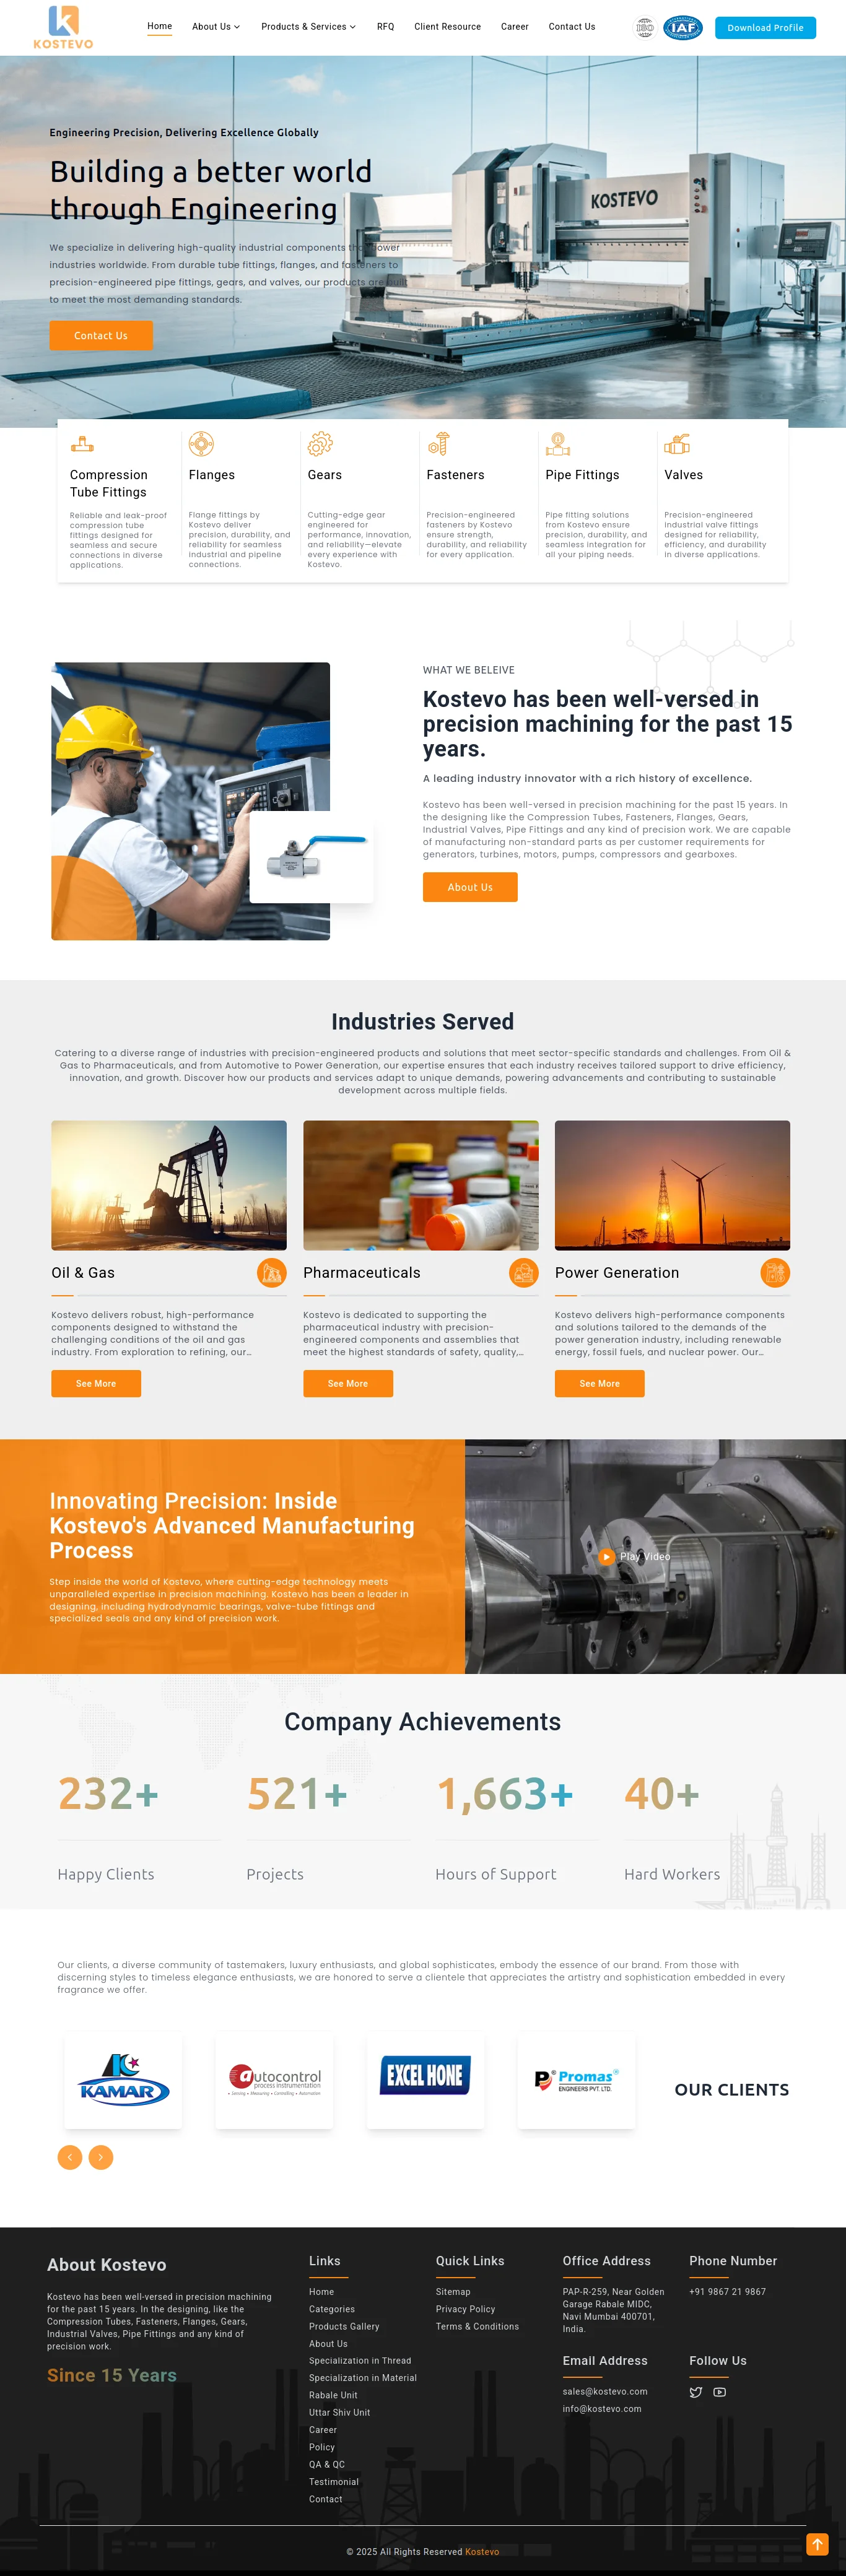 KOSTEVO
Home
About Us
Products & Services
RFQ
Client Resource
Career
Contact Us
ISO
IAF
Download Profile
Engineering Precision, Delivering Excellence Globally
Building a better world
through Engineering
KOSTEVO
We specialize in delivering high-quality industrial components that power
industries worldwide. From durable tube fittings, flanges, and fasteners to
precision-engineered pipe fittings, gears, and valves, our products are built
to meet the most demanding standards.
Contact Us
Compression
Tube Fittings
Reliable and leak-proof
compression tube
fittings designed for
seamless and secure
connections in diverse
applications.
Flanges
Flange fittings by
Kostevo deliver
precision, durability, and
reliability for seamless
industrial and pipeline
connections.
Gears
Cutting-edge gear
engineered for
performance, innovation,
and reliability—elevate
every experience with
Kostevo.
Fasteners
Precision-engineered
fasteners by Kostevo
ensure strength,
durability, and reliability
for every application.
Pipe Fittings
Pipe fitting solutions
from Kostevo ensure
precision, durability, and
seamless integration for
all your piping needs.
Valves
Precision-engineered
industrial valve fittings
designed for reliability,
efficiency, and durability
in diverse applications.
WHAT WE BELEIVE
Kostevo has been well-versed in
precision machining for the past 15
years.
A leading industry innovator with a rich history of excellence.
Kostevo has been well-versed in precision machining for the past 15 years. In
the designing like the Compression Tubes, Fasteners, Flanges, Gears,
Industrial Valves, Pipe Fittings and any kind of precision work. We are capable
of manufacturing non-standard parts as per customer requirements for
generators, turbines, motors, pumps, compressors and gearboxes.
About Us
Industries Served
Catering to a diverse range of industries with precision-engineered products and solutions that meet sector-specific standards and challenges. From Oil &
Gas to Pharmaceuticals, and from Automotive to Power Generation, our expertise ensures that each industry receives tailored support to drive efficiency,
innovation, and growth. Discover how our products and services adapt to unique demands, powering advancements and contributing to sustainable
development across multiple fields.
Oil & Gas
Kostevo delivers robust, high-performance
components designed to withstand the
challenging conditions of the oil and gas
industry. From exploration to refining, our…
See More
Pharmaceuticals
Kostevo is dedicated to supporting the
pharmaceutical industry with precision-
engineered components and assemblies that
meet the highest standards of safety, quality,…
See More
Power Generation
Kostevo delivers high-performance components
and solutions tailored to the demands of the
power generation industry, including renewable
energy, fossil fuels, and nuclear power. Our…
See More
Innovating Precision: Inside
Kostevo's Advanced Manufacturing
Process
Step inside the world of Kostevo, where cutting-edge technology meets
unparalleled expertise in precision machining. Kostevo has been a leader in
designing, including hydrodynamic bearings, valve-tube fittings and
specialized seals and any kind of precision work.
Play Video
Company Achievements
232+
Happy Clients
521+
Projects
1,663+
Hours of Support
40+
Hard Workers
Our clients, a diverse community of tastemakers, luxury enthusiasts, and global sophisticates, embody the essence of our brand. From those with
discerning styles to timeless elegance enthusiasts, we are honored to serve a clientele that appreciates the artistry and sophistication embedded in every
fragrance we offer.
KAMAR
autocontrol
process instrumentation
• Sensing • Measuring • Controlling • Automation
EXCEL HONE
Promas
ENGINEERS PVT. LTD.
OUR CLIENTS
About Kostevo
Kostevo has been well-versed in precision machining
for the past 15 years. In the designing, like the
Compression Tubes, Fasteners, Flanges, Gears,
Industrial Valves, Pipe Fittings and any kind of
precision work.
Since 15 Years
Links
Home
Categories
Products Gallery
About Us
Specialization in Thread
Specialization in Material
Rabale Unit
Uttar Shiv Unit
Career
Policy
QA & QC
Testimonial
Contact
Quick Links
Sitemap
Privacy Policy
Terms & Conditions
Office Address
PAP-R-259, Near Golden
Garage Rabale MIDC,
Navi Mumbai 400701,
India.
Phone Number
+91 9867 21 9867
Email Address
sales@kostevo.com
info@kostevo.com
Follow Us
© 2025 All Rights Reserved Kostevo